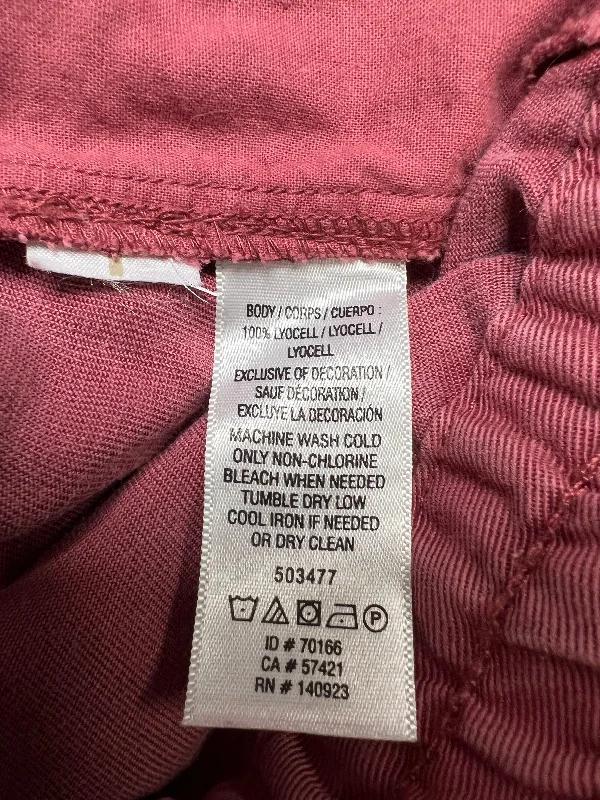 BODY / CORPS / CUERPO :
100% LYOCELL / LYOCELL /
LYOCELL
EXCLUSIVE OF DECORATION /
SAUF DÉCORATION /
EXCLUYE LA DECORACIÓN
MACHINE WASH COLD
ONLY NON-CHLORINE
BLEACH WHEN NEEDED
TUMBLE DRY LOW
COOL IRON IF NEEDED
OR DRY CLEAN
503477
P
ID # 70166
CA # 57421
RN # 140923